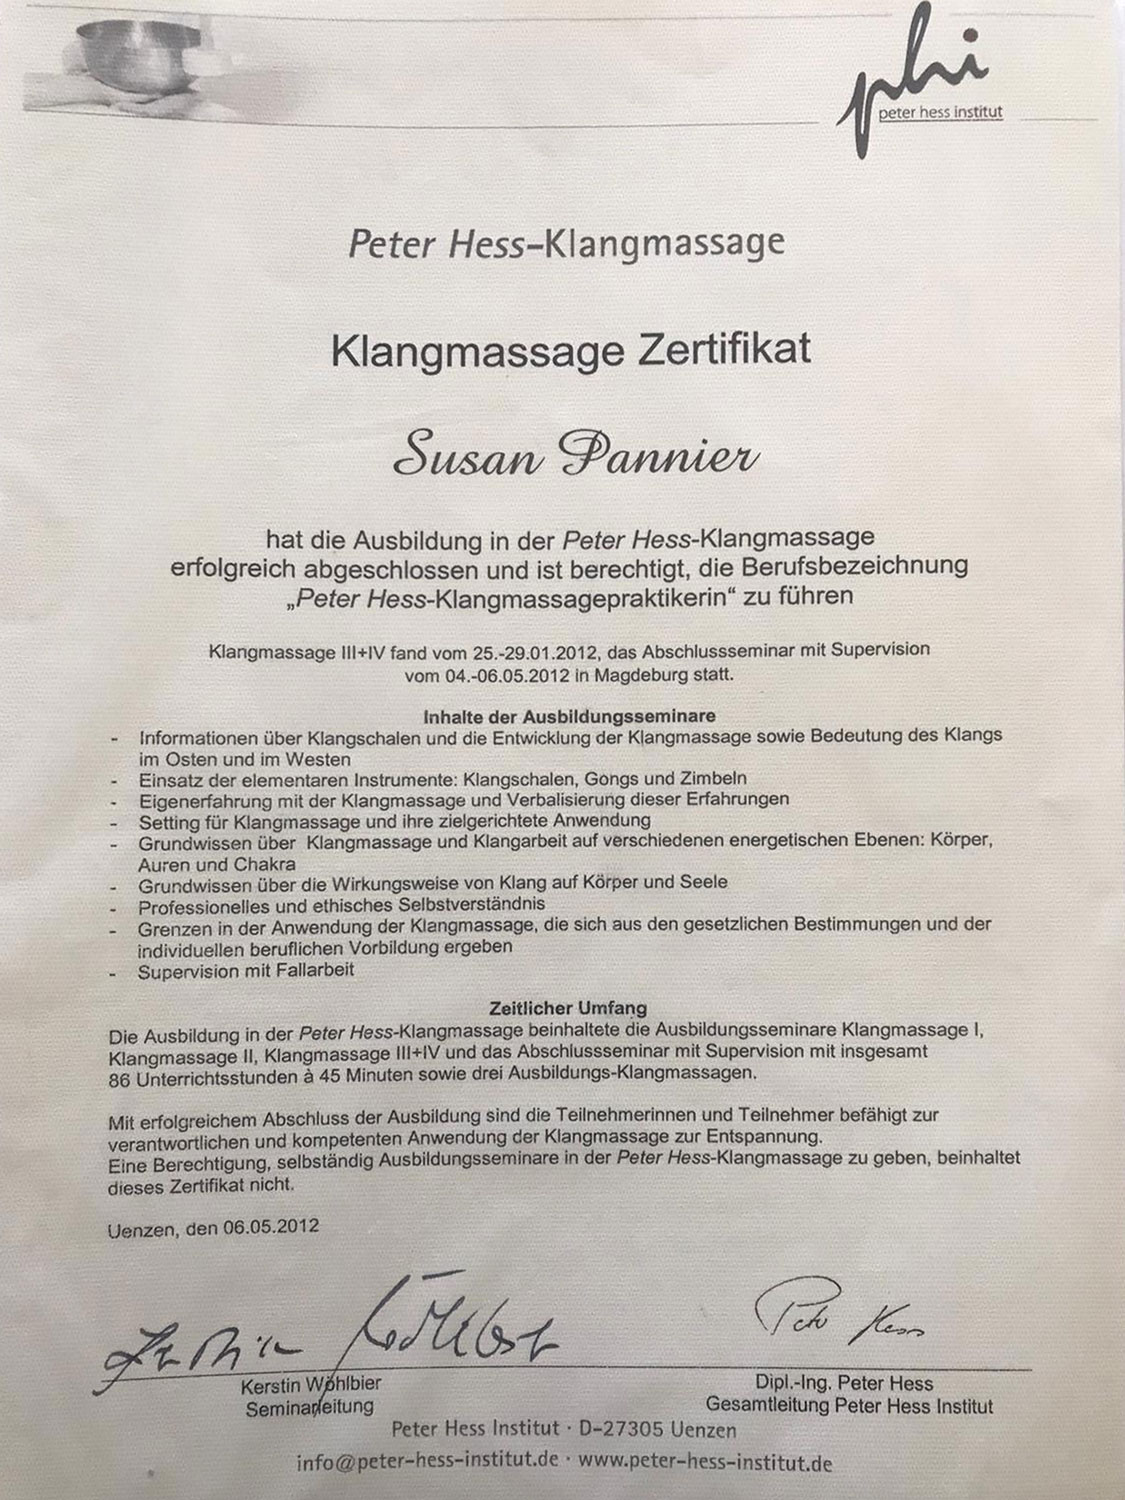 phi
peter hess institut
Peter Hess-Klangmassage
Klangmassage Zertifikat
Susan Pannier
hat die Ausbildung in der Peter Hess-Klangmassage
erfolgreich abgeschlossen und ist berechtigt, die Berufsbezeichnung
„Peter Hess-Klangmassagepraktikerin“ zu führen
Klangmassage III+IV fand vom 25.-29.01.2012, das Abschlussseminar mit Supervision
vom 04.-06.05.2012 in Magdeburg statt.
Inhalte der Ausbildungsseminare
- Informationen über Klangschalen und die Entwicklung der Klangmassage sowie Bedeutung des Klangs
im Osten und im Westen
- Einsatz der elementaren Instrumente: Klangschalen, Gongs und Zimbeln
- Eigenerfahrung mit der Klangmassage und Verbalisierung dieser Erfahrungen
- Setting für Klangmassage und ihre zielgerichtete Anwendung
- Grundwissen über Klangmassage und Klangarbeit auf verschiedenen energetischen Ebenen: Körper,
Auren und Chakra
- Grundwissen über die Wirkungsweise von Klang auf Körper und Seele
- Professionelles und ethisches Selbstverständnis
- Grenzen in der Anwendung der Klangmassage, die sich aus den gesetzlichen Bestimmungen und der
individuellen beruflichen Vorbildung ergeben
- Supervision mit Fallarbeit
Zeitlicher Umfang
Die Ausbildung in der Peter Hess-Klangmassage beinhaltete die Ausbildungsseminare Klangmassage I,
Klangmassage II, Klangmassage III+IV und das Abschlussseminar mit Supervision mit insgesamt
86 Unterrichtsstunden à 45 Minuten sowie drei Ausbildungs-Klangmassagen.
Mit erfolgreichem Abschluss der Ausbildung sind die Teilnehmerinnen und Teilnehmer befähigt zur
verantwortlichen und kompetenten Anwendung der Klangmassage zur Entspannung.
Eine Berechtigung, selbständig Ausbildungsseminare in der Peter Hess-Klangmassage zu geben, beinhaltet
dieses Zertifikat nicht.
Uenzen, den 06.05.2012
Kerstin Wohlbier Peter Hess
Kerstin Wöhlbier Dipl.-Ing. Peter Hess
Seminarleitung Gesamtleitung Peter Hess Institut
Peter Hess Institut · D-27305 Uenzen
info@peter-hess-institut.de · www.peter-hess-institut.de